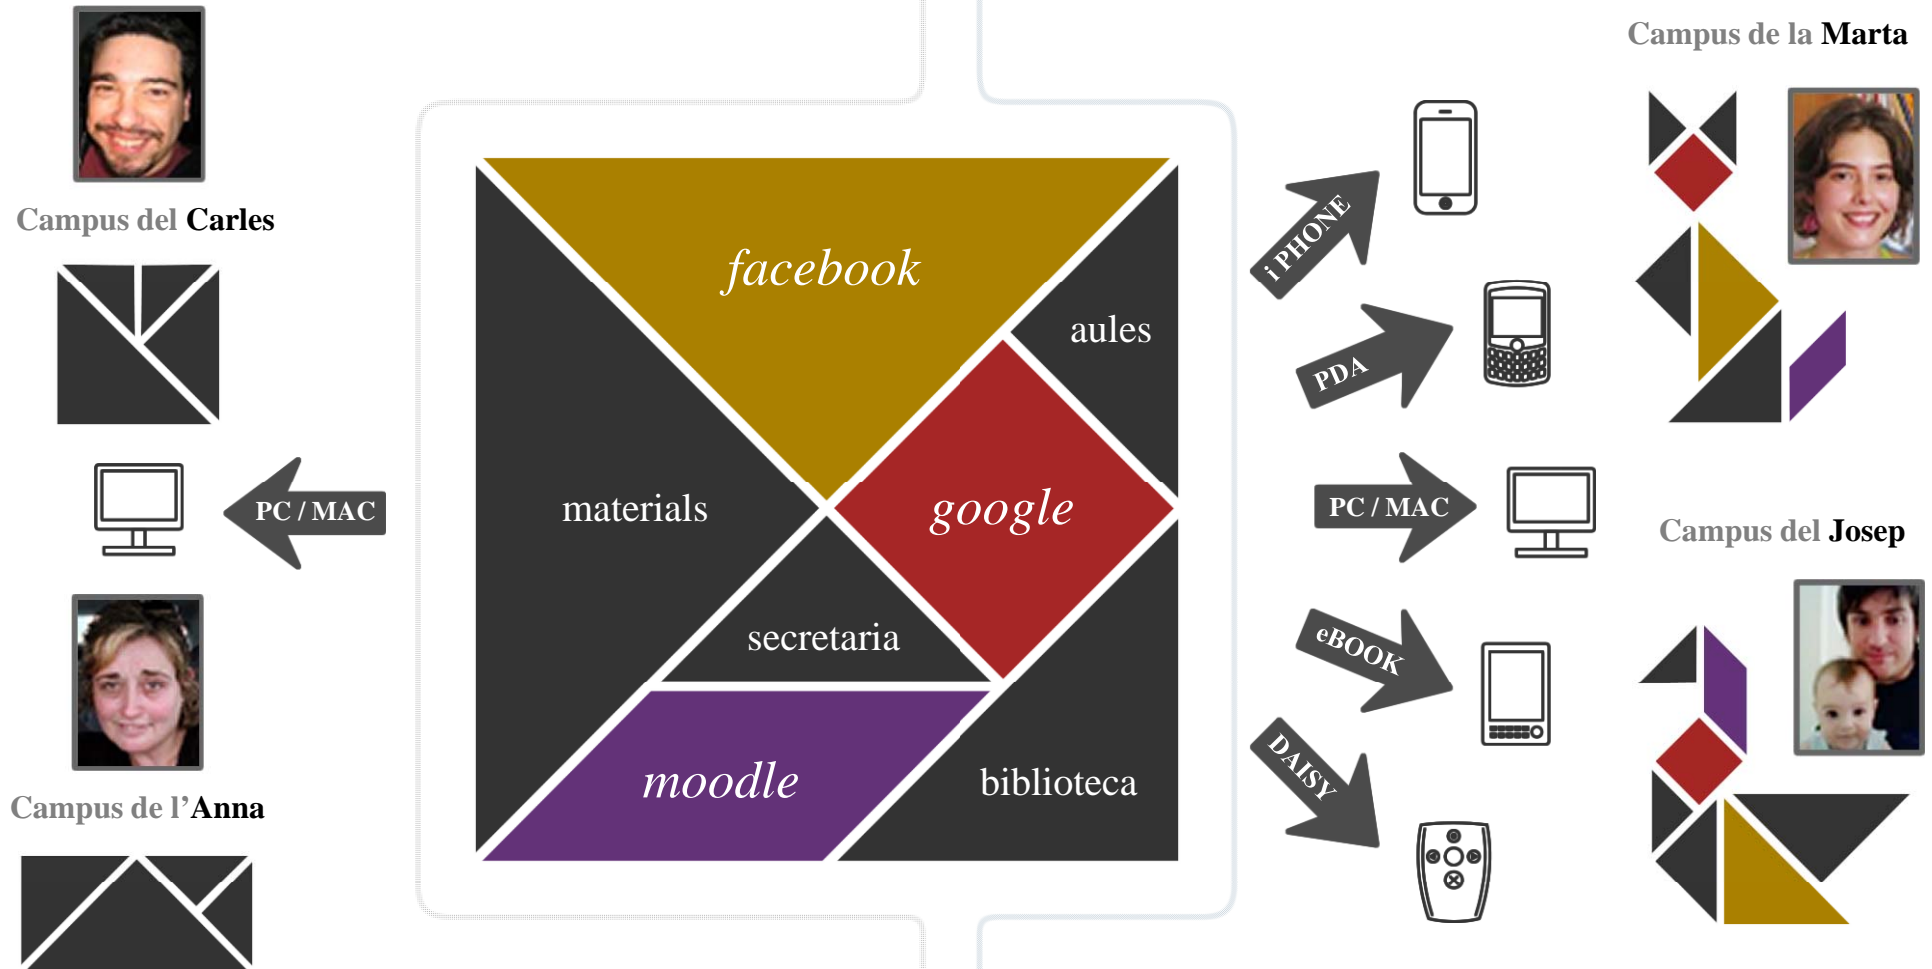 Campus del Carles
PC / MAC
Campus de l’Anna
facebook
aules
materials
google
secretaria
moodle
biblioteca
i PHONE
PDA
PC / MAC
eBOOK
DAISY
Campus de la Marta
Campus del Josep